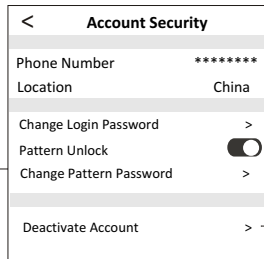 < Account Security
Phone Number ********
Location China
Change Login Password >
Pattern Unlock
Change Pattern Password >
Deactivate Account >